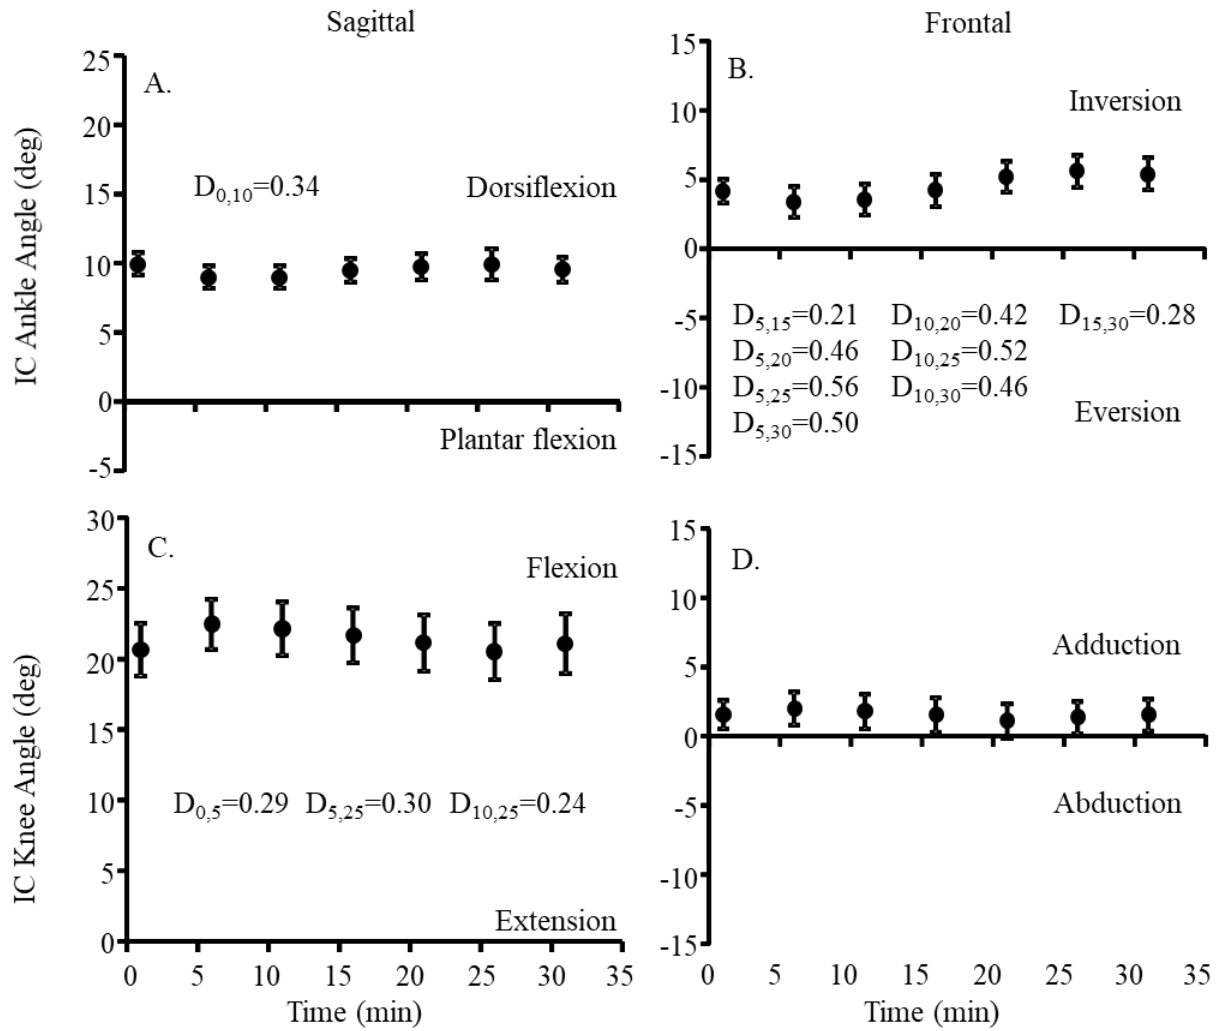 Sagittal
Frontal
IC Ankle Angle (deg)
25
20
15
10
5
0
-5
A.
D0,10=0.34
Dorsiflexion
Plantar flexion
15
10
5
0
-5
-10
-15
B.
Inversion
D5,15=0.21 D10,20=0.42 D15,30=0.28
D5,20=0.46 D10,25=0.52
D5,25=0.56 D10,30=0.46
D5,30=0.50
Eversion
IC Knee Angle (deg)
30
25
20
15
10
5
0
C.
Flexion
D0,5=0.29 D5,25=0.30 D10,25=0.24
Extension
0 5 10 15 20 25 30 35
Time (min)
15
10
5
0
-5
-10
-15
D.
Adduction
Abduction
0 5 10 15 20 25 30 35
Time (min)